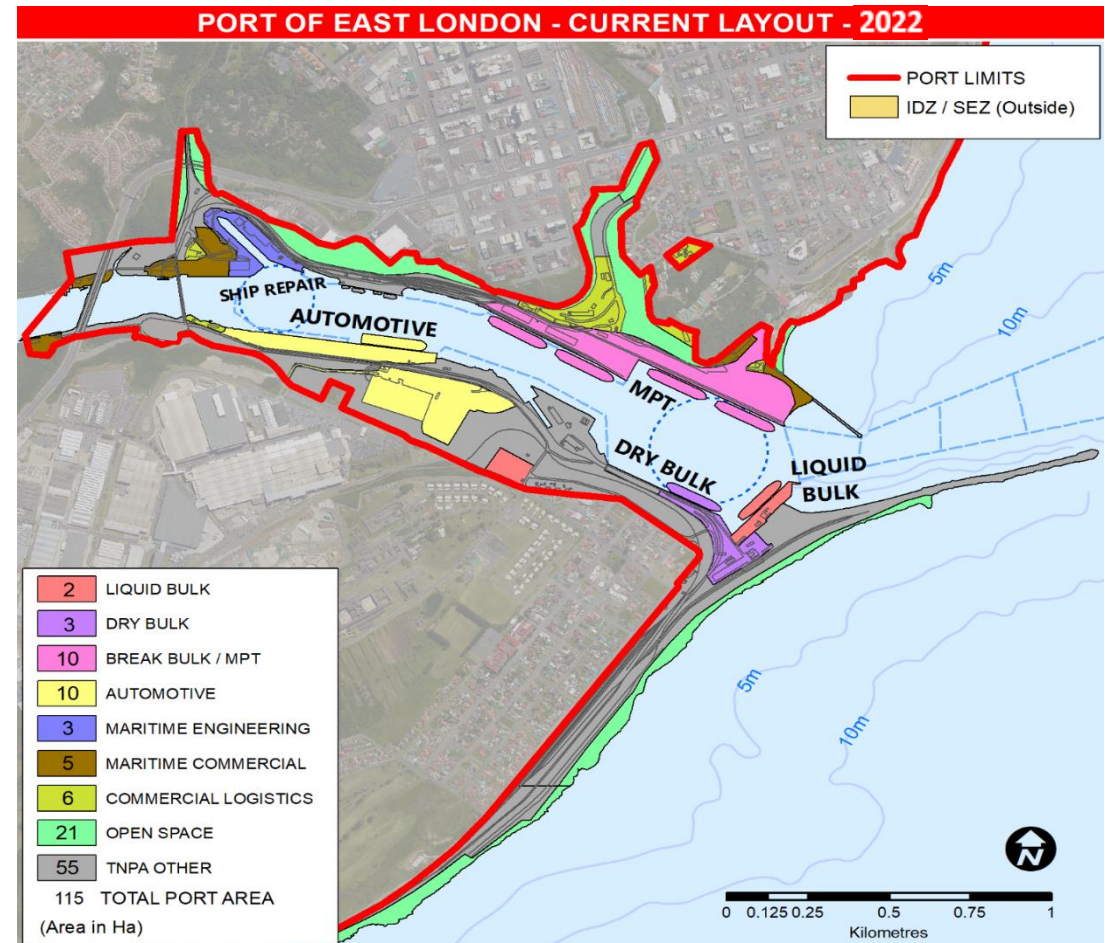 PORT OF EAST LONDON - CURRENT LAYOUT - 2022
PORT LIMITS
IDZ / SEZ (Outside)
5m
10m
SHIP REPAIR
AUTOMOTIVE
MPT
DRY BULK
LIQUID
BULK
2 LIQUID BULK
3 DRY BULK
10 BREAK BULK / MPT
10 AUTOMOTIVE
3 MARITIME ENGINEERING
5 MARITIME COMMERCIAL
6 COMMERCIAL LOGISTICS
21 OPEN SPACE
55 TNPA OTHER
115 TOTAL PORT AREA
(Area in Ha)
5m
10m
N
0 0.125 0.25 0.5 0.75 1
Kilometres